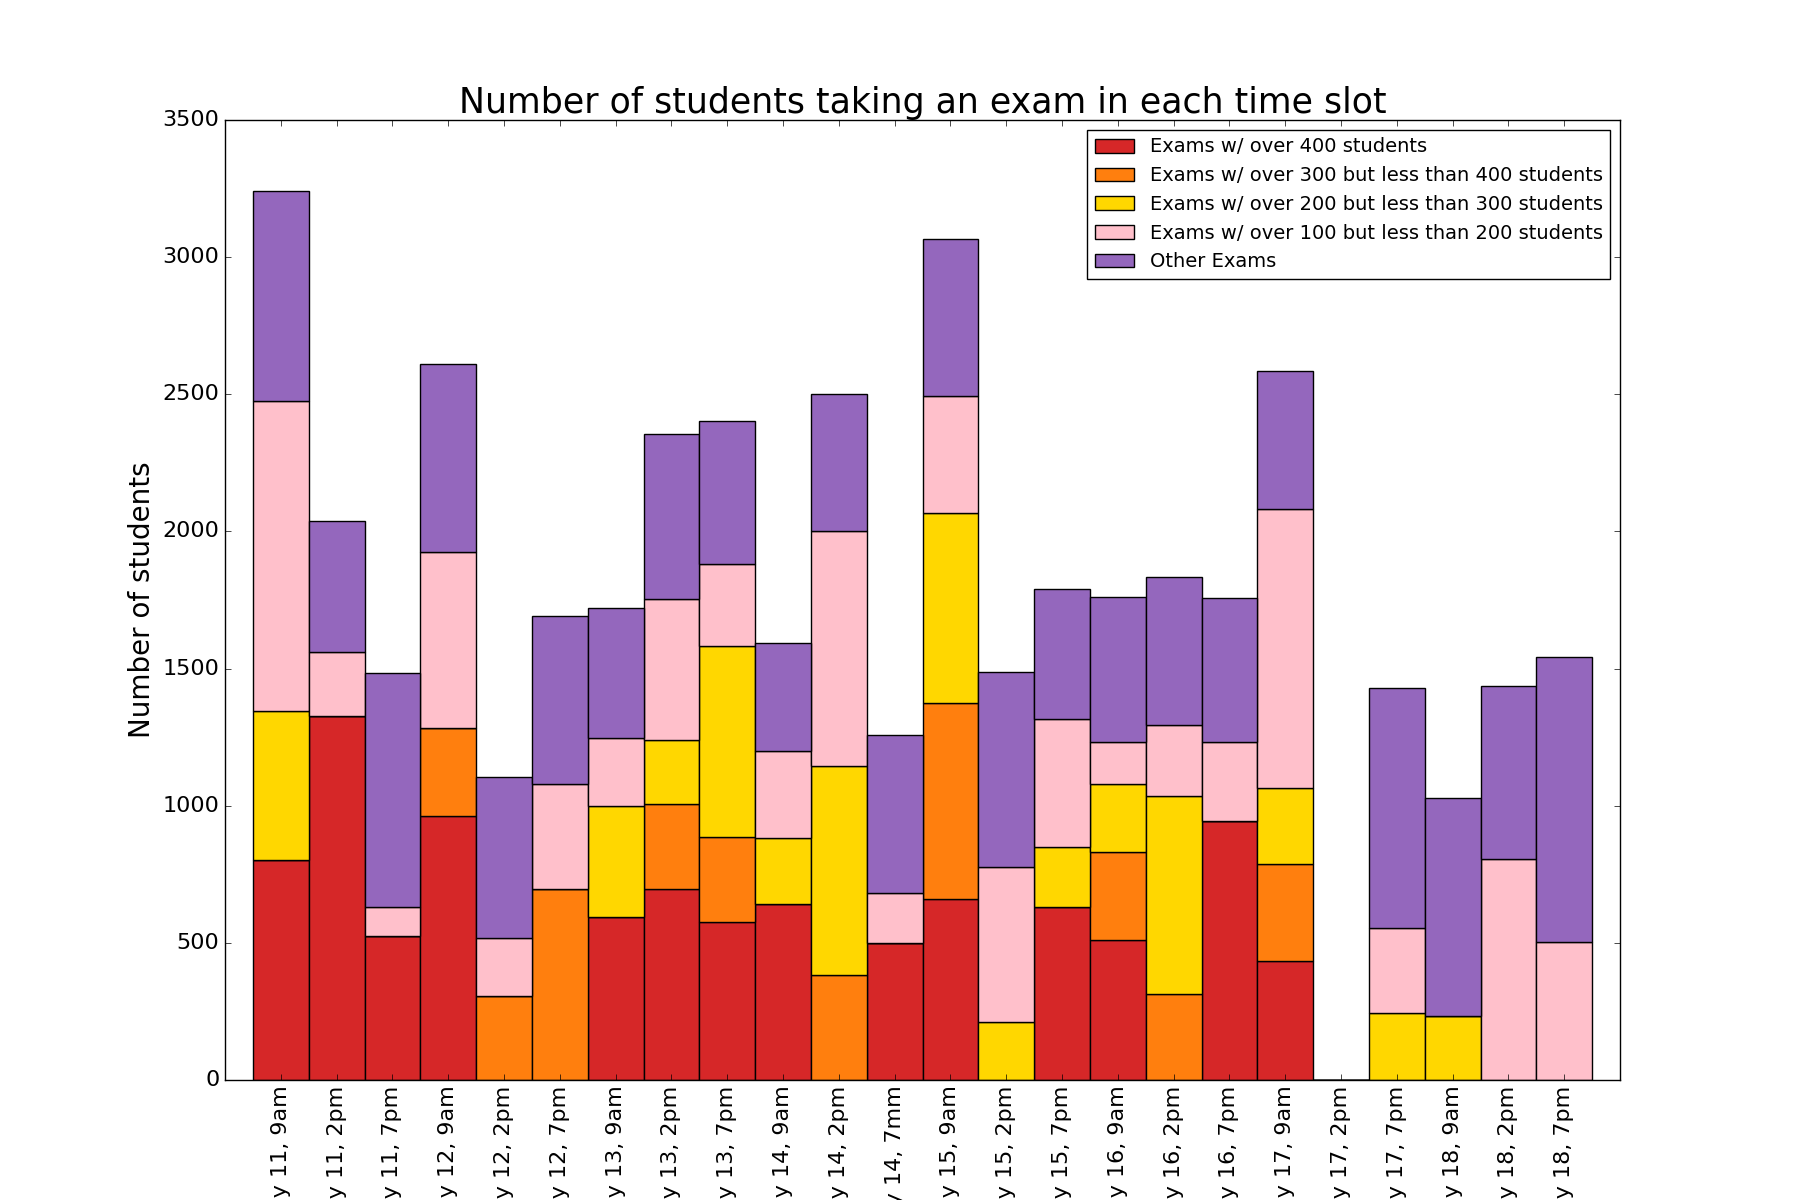 Number of students taking an exam in each time slot
3500
3000
2500
2000
1500
1000
500
0
Number of students
Exams w/ over 400 students
Exams w/ over 300 but less than 400 students
Exams w/ over 200 but less than 300 students
Exams w/ over 100 but less than 200 students
Other Exams
y 11, 9am
y 11, 2pm
y 11, 7pm
y 12, 9am
y 12, 2pm
y 12, 7pm
y 13, 9am
y 13, 2pm
y 13, 7pm
y 14, 9am
y 14, 2pm
y 14, 7mm
y 15, 9am
y 15, 2pm
y 15, 7pm
y 16, 9am
y 16, 2pm
y 16, 7pm
y 17, 9am
y 17, 2pm
y 17, 7pm
y 18, 9am
y 18, 2pm
y 18, 7pm